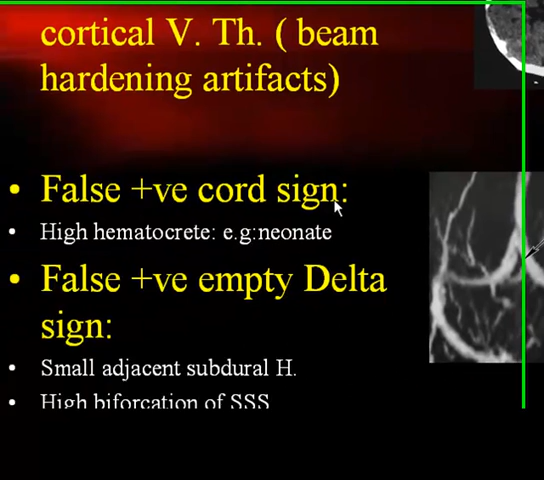 cortical V. Th. ( beam
hardening artifacts)
• False +ve cord sign:
• High hematocrete: e.g:neonate
• False +ve empty Delta
sign:
• Small adjacent subdural H.
• High biforcation of SSS